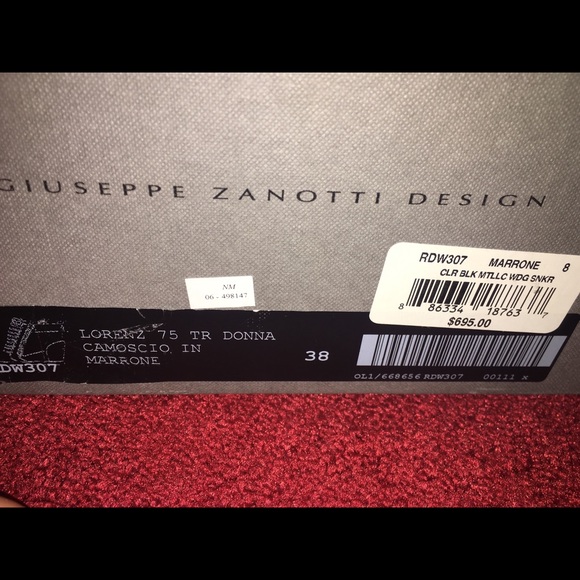 GIUSEPPE ZANOTTI DESIGN
RDW307 MARRONE 8
CLR BLK MTLLC WDG SNKR
8 86334 18763 7
$695.00
NM
06 - 498147
LORENZ 75 TR DONNA
CAMOSCIO IN
MARRONE
38
DW307
OL1/668656 RDW307 00111 x